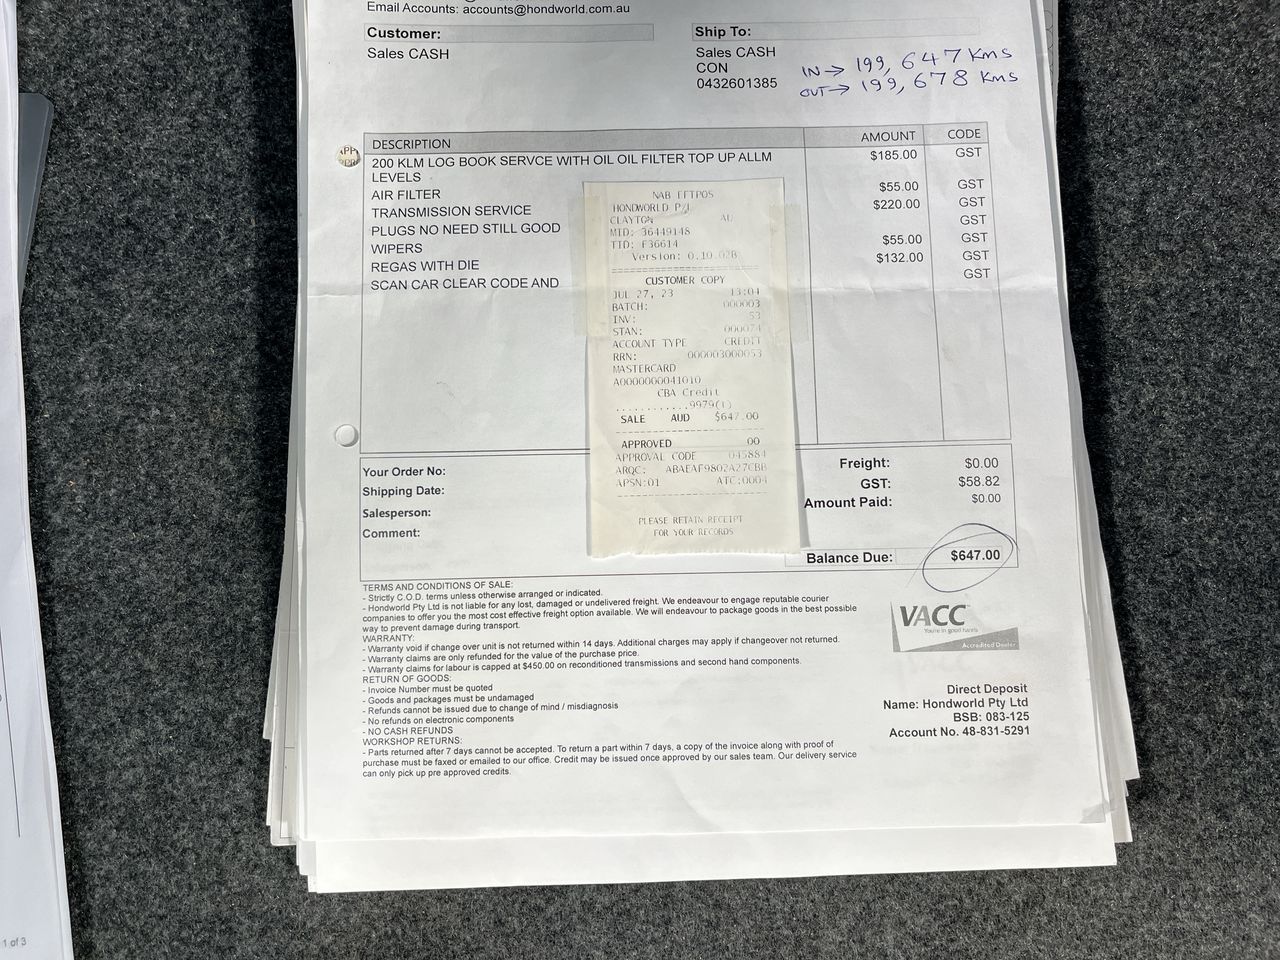 Email Accounts: accounts@hondworld.com.au
Customer:
Sales CASH
Ship To:
Sales CASH
CON
0432601385
IN → 199,647 Kms
OUT → 199,678 Kms
DESCRIPTION AMOUNT CODE
200 KLM LOG BOOK SERVCE WITH OIL OIL FILTER TOP UP ALLM $185.00 GST
LEVELS
AIR FILTER $55.00 GST
TRANSMISSION SERVICE $220.00 GST
PLUGS NO NEED STILL GOOD GST
WIPERS $55.00 GST
REGAS WITH DIE $132.00 GST
SCAN CAR CLEAR CODE AND GST
NAB EFTPOS
HONDWORLD P/L
CLAYTON AU
MID: 36449148
TID: F36614
Version: 0.10.02B
CUSTOMER COPY
JUL 27, 23 13:04
BATCH: 000003
INV: 53
STAN: 000074
ACCOUNT TYPE CREDIT
RRN: 000003000053
MASTERCARD
A0000000041010
CBA Credit
............9979(t)
SALE AUD $647.00
APPROVED 00
APPROVAL CODE 045884
ARQC: ABAEAF9802A27CBB
APSN:01 ATC:0004
PLEASE RETAIN RECEIPT
FOR YOUR RECORDS
Your Order No:
Shipping Date:
Salesperson:
Comment:
Freight: $0.00
GST: $58.82
Amount Paid: $0.00
Balance Due: $647.00
TERMS AND CONDITIONS OF SALE:
- Strictly C.O.D. terms unless otherwise arranged or indicated.
- Hondworld Pty Ltd is not liable for any lost, damaged or undelivered freight. We endeavour to engage reputable courier
companies to offer you the most cost effective freight option available. We will endeavour to package goods in the best possible
way to prevent damage during transport.
WARRANTY:
- Warranty void if change over unit is not returned within 14 days. Additional charges may apply if changeover not returned.
- Warranty claims are only refunded for the value of the purchase price.
- Warranty claims for labour is capped at $450.00 on reconditioned transmissions and second hand components.
RETURN OF GOODS:
- Invoice Number must be quoted
- Goods and packages must be undamaged
- Refunds cannot be issued due to change of mind / misdiagnosis
- No refunds on electronic components
- NO CASH REFUNDS
WORKSHOP RETURNS:
- Parts returned after 7 days cannot be accepted. To return a part within 7 days, a copy of the invoice along with proof of
purchase must be faxed or emailed to our office. Credit may be issued once approved by our sales team. Our delivery service
can only pick up pre approved credits.
VACC
You're in good hands
Accredited Dealer
Direct Deposit
Name: Hondworld Pty Ltd
BSB: 083-125
Account No. 48-831-5291
1 of 3